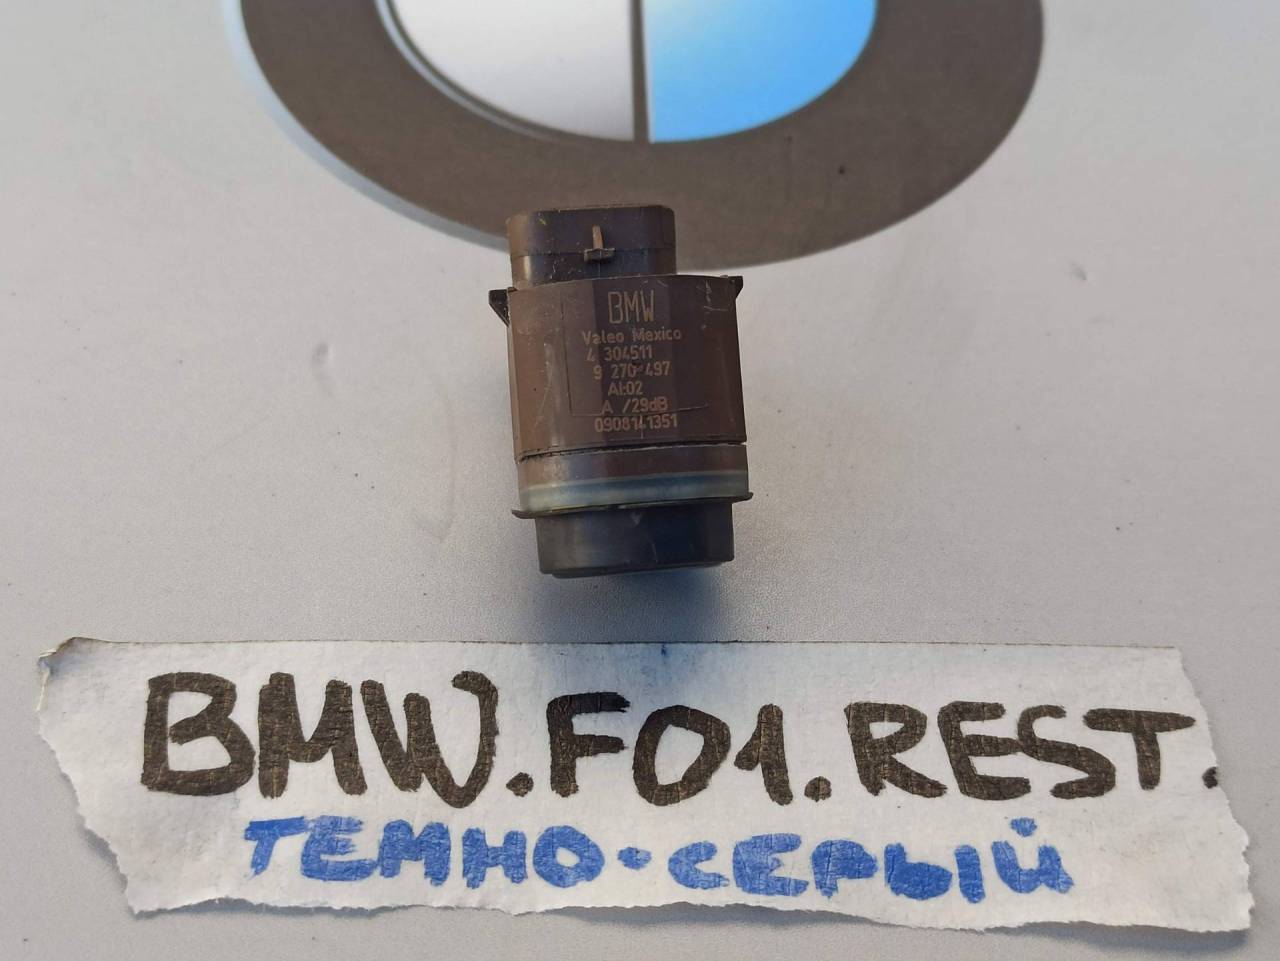 BMW
Valeo Mexico
4 304511
9 270 497
AI:02
A /29dB
0908141351
BMW.F01.REST.
ТЕМНО-СЕРЫЙ